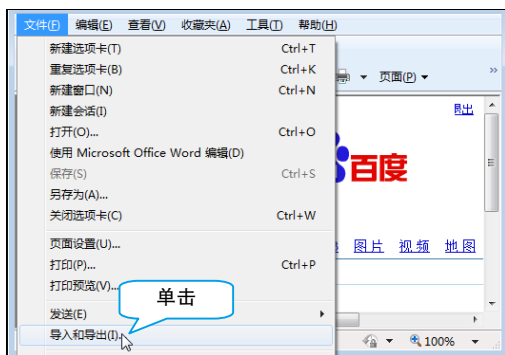 文件(F) 编辑(E) 查看(V) 收藏夹(A) 工具(T) 帮助(H)
新建选项卡(T) Ctrl+T
重复选项卡(B) Ctrl+K
新建窗口(N) Ctrl+N
新建会话(I)
打开(O)... Ctrl+O
使用 Microsoft Office Word 编辑(D)
保存(S) Ctrl+S
另存为(A)...
关闭选项卡(C) Ctrl+W
页面设置(U)...
打印(P)... Ctrl+P
打印预览(V)...
发送(E)
导入和导出(I)...
单击
页面(P)
»
百度
图片 视频 地图
100%